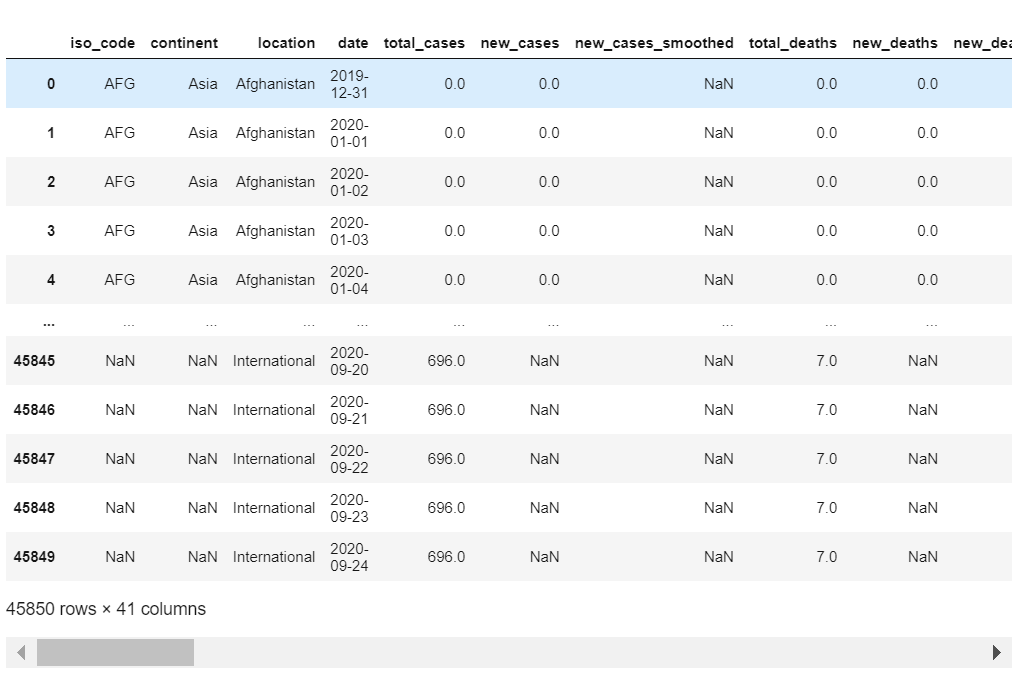 iso_code continent location date total_cases new_cases new_cases_smoothed total_deaths new_deaths new_dea
0 AFG Asia Afghanistan 2019-12-31 0.0 0.0 NaN 0.0 0.0
1 AFG Asia Afghanistan 2020-01-01 0.0 0.0 NaN 0.0 0.0
2 AFG Asia Afghanistan 2020-01-02 0.0 0.0 NaN 0.0 0.0
3 AFG Asia Afghanistan 2020-01-03 0.0 0.0 NaN 0.0 0.0
4 AFG Asia Afghanistan 2020-01-04 0.0 0.0 NaN 0.0 0.0
... ... ... ... ... ... ... ... ... ...
45845 NaN NaN International 2020-09-20 696.0 NaN NaN 7.0 NaN
45846 NaN NaN International 2020-09-21 696.0 NaN NaN 7.0 NaN
45847 NaN NaN International 2020-09-22 696.0 NaN NaN 7.0 NaN
45848 NaN NaN International 2020-09-23 696.0 NaN NaN 7.0 NaN
45849 NaN NaN International 2020-09-24 696.0 NaN NaN 7.0 NaN
45850 rows × 41 columns